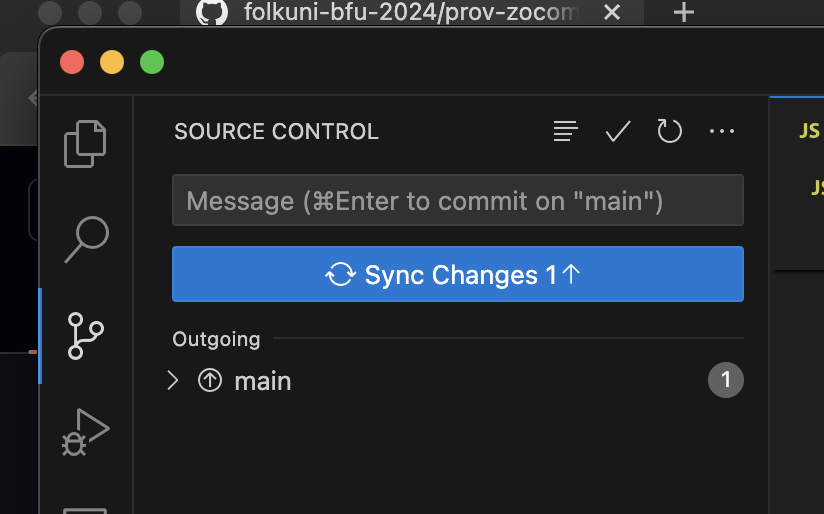 folkuni-bfu-2024/prov-zocom
SOURCE CONTROL
JS
Message (⌘Enter to commit on "main")
JS
Sync Changes 1↑
Outgoing
main
1